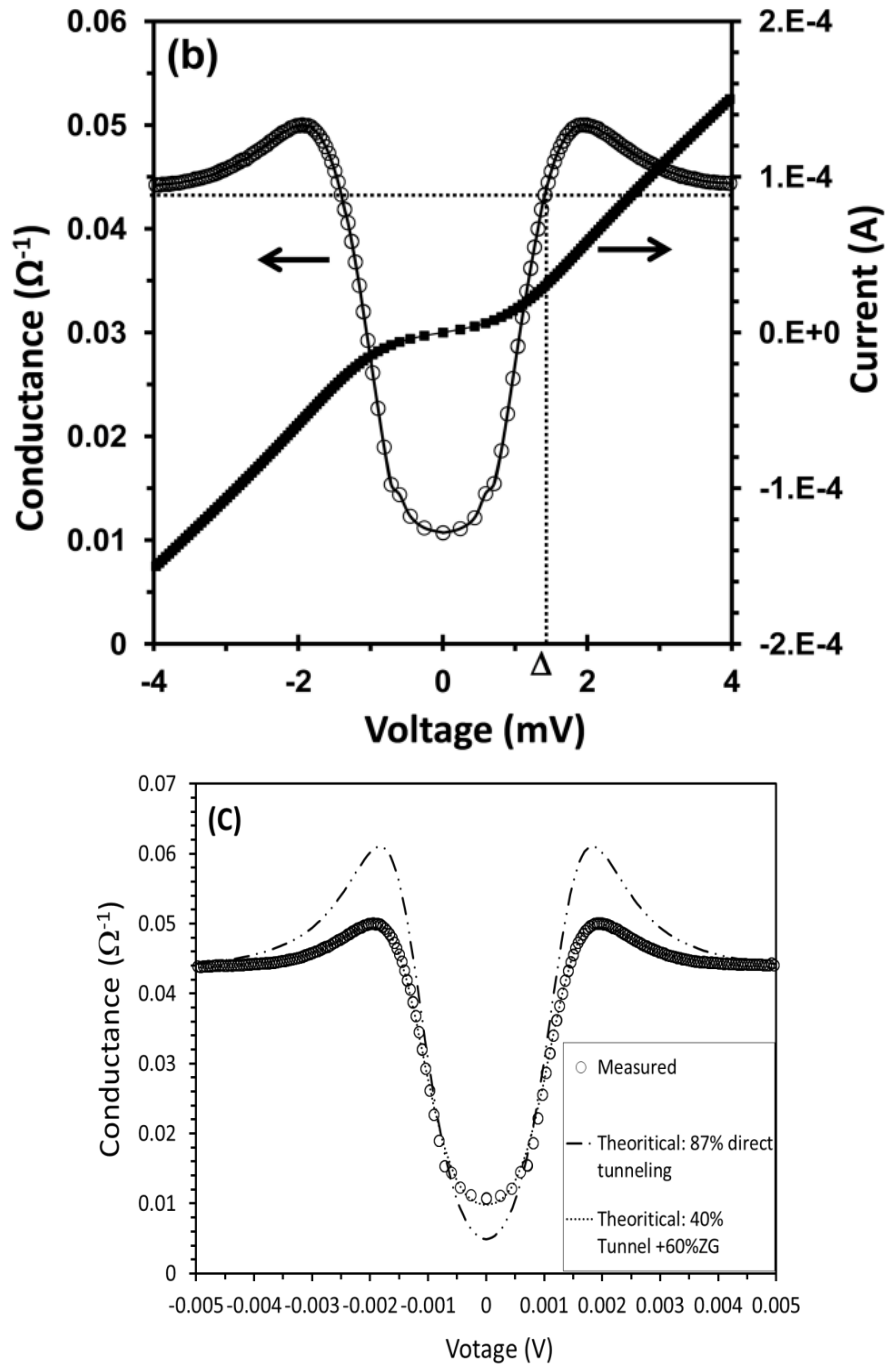 (b)
0.06
0.05
0.04
0.03
0.02
0.01
0
Conductance (Ω⁻¹)
2.E-4
1.E-4
0.E+0
-1.E-4
-2.E-4
Current (A)
-4
-2
0
Δ
2
4
Voltage (mV)
(C)
0.07
0.06
0.05
0.04
0.03
0.02
0.01
0
Conductance (Ω⁻¹)
Measured
Theoritical: 87% direct
tunneling
Theoritical: 40%
Tunnel +60%ZG
-0.005 -0.004 -0.003 -0.002 -0.001 0 0.001 0.002 0.003 0.004 0.005
Votage (V)